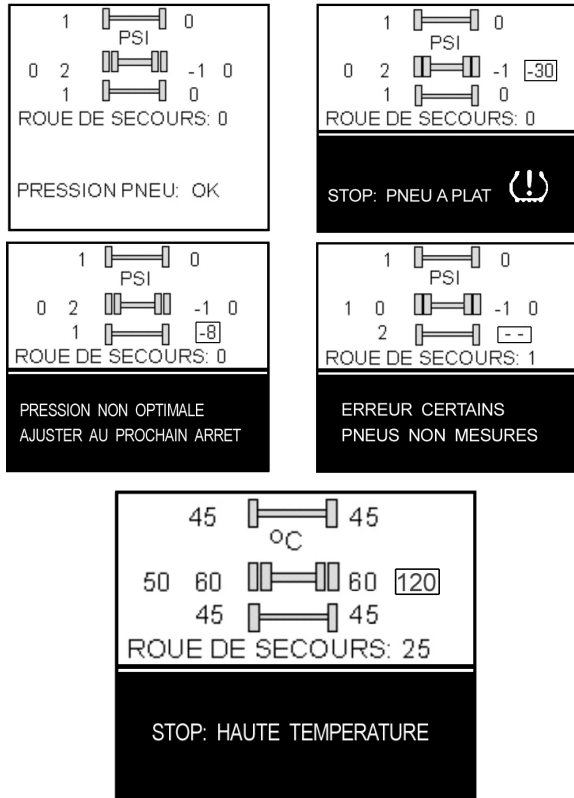 1 0
PSI
0 2 -1 0
1 0
ROUE DE SECOURS: 0
PRESSION PNEU: OK
1 0
PSI
0 2 -1 -30
1 0
ROUE DE SECOURS: 0
STOP: PNEU A PLAT (!)
1 0
PSI
0 2 -1 0
1 -8
ROUE DE SECOURS: 0
PRESSION NON OPTIMALE
AJUSTER AU PROCHAIN ARRET
1 0
PSI
1 0 -1 0
2 - -
ROUE DE SECOURS: 1
ERREUR CERTAINS
PNEUS NON MESURES
45 45
°C
50 60 60 120
45 45
ROUE DE SECOURS: 25
STOP: HAUTE TEMPERATURE